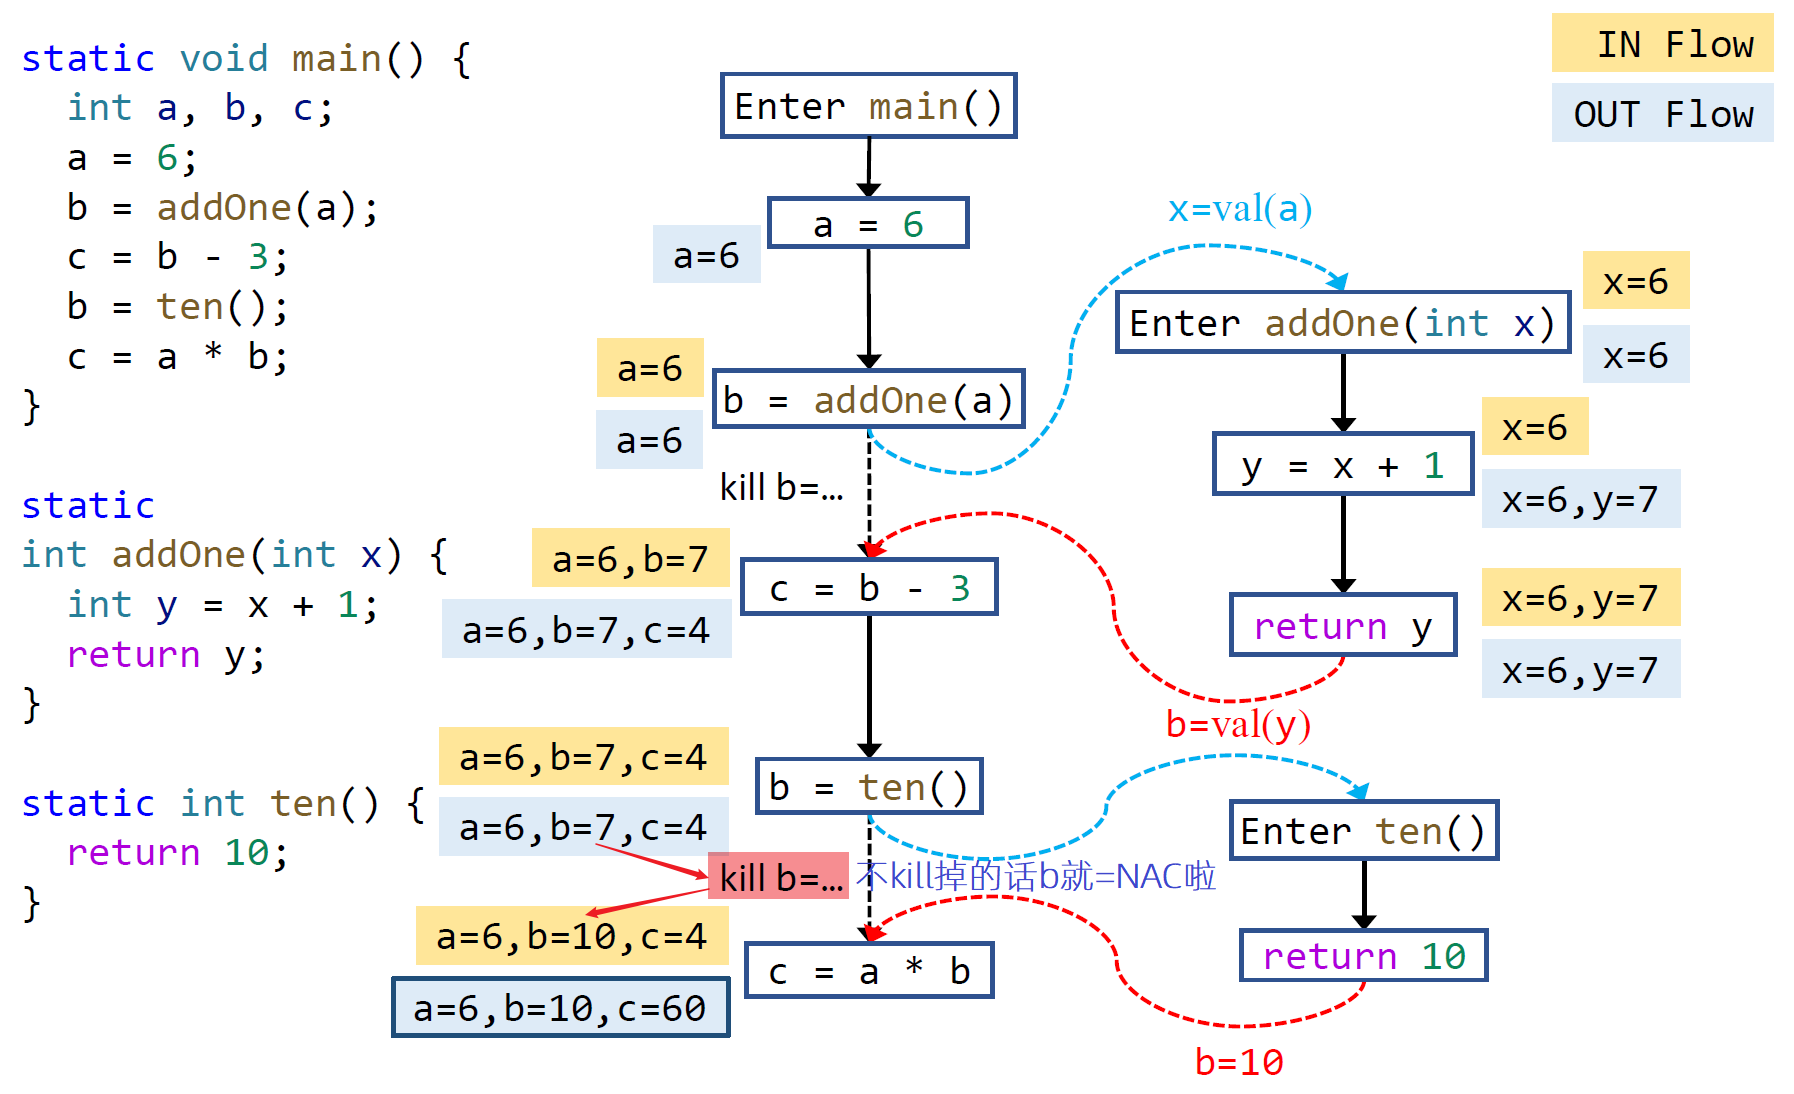 static void main() {
int a, b, c;
a = 6;
b = addOne(a);
c = b - 3;
b = ten();
c = a * b;
}
static
int addOne(int x) {
int y = x + 1;
return y;
}
static int ten() {
return 10;
}
Enter main()
a = 6
a=6
a=6
b = addOne(a)
a=6
kill b=…
a=6,b=7
c = b - 3
a=6,b=7,c=4
a=6,b=7,c=4
b = ten()
a=6,b=7,c=4
kill b=…
不kill掉的话b就=NAC啦
a=6,b=10,c=4
c = a * b
a=6,b=10,c=60
IN Flow
OUT Flow
x=val(a)
Enter addOne(int x)
x=6
x=6
x=6
y = x + 1
x=6,y=7
x=6,y=7
return y
x=6,y=7
b=val(y)
Enter ten()
return 10
b=10